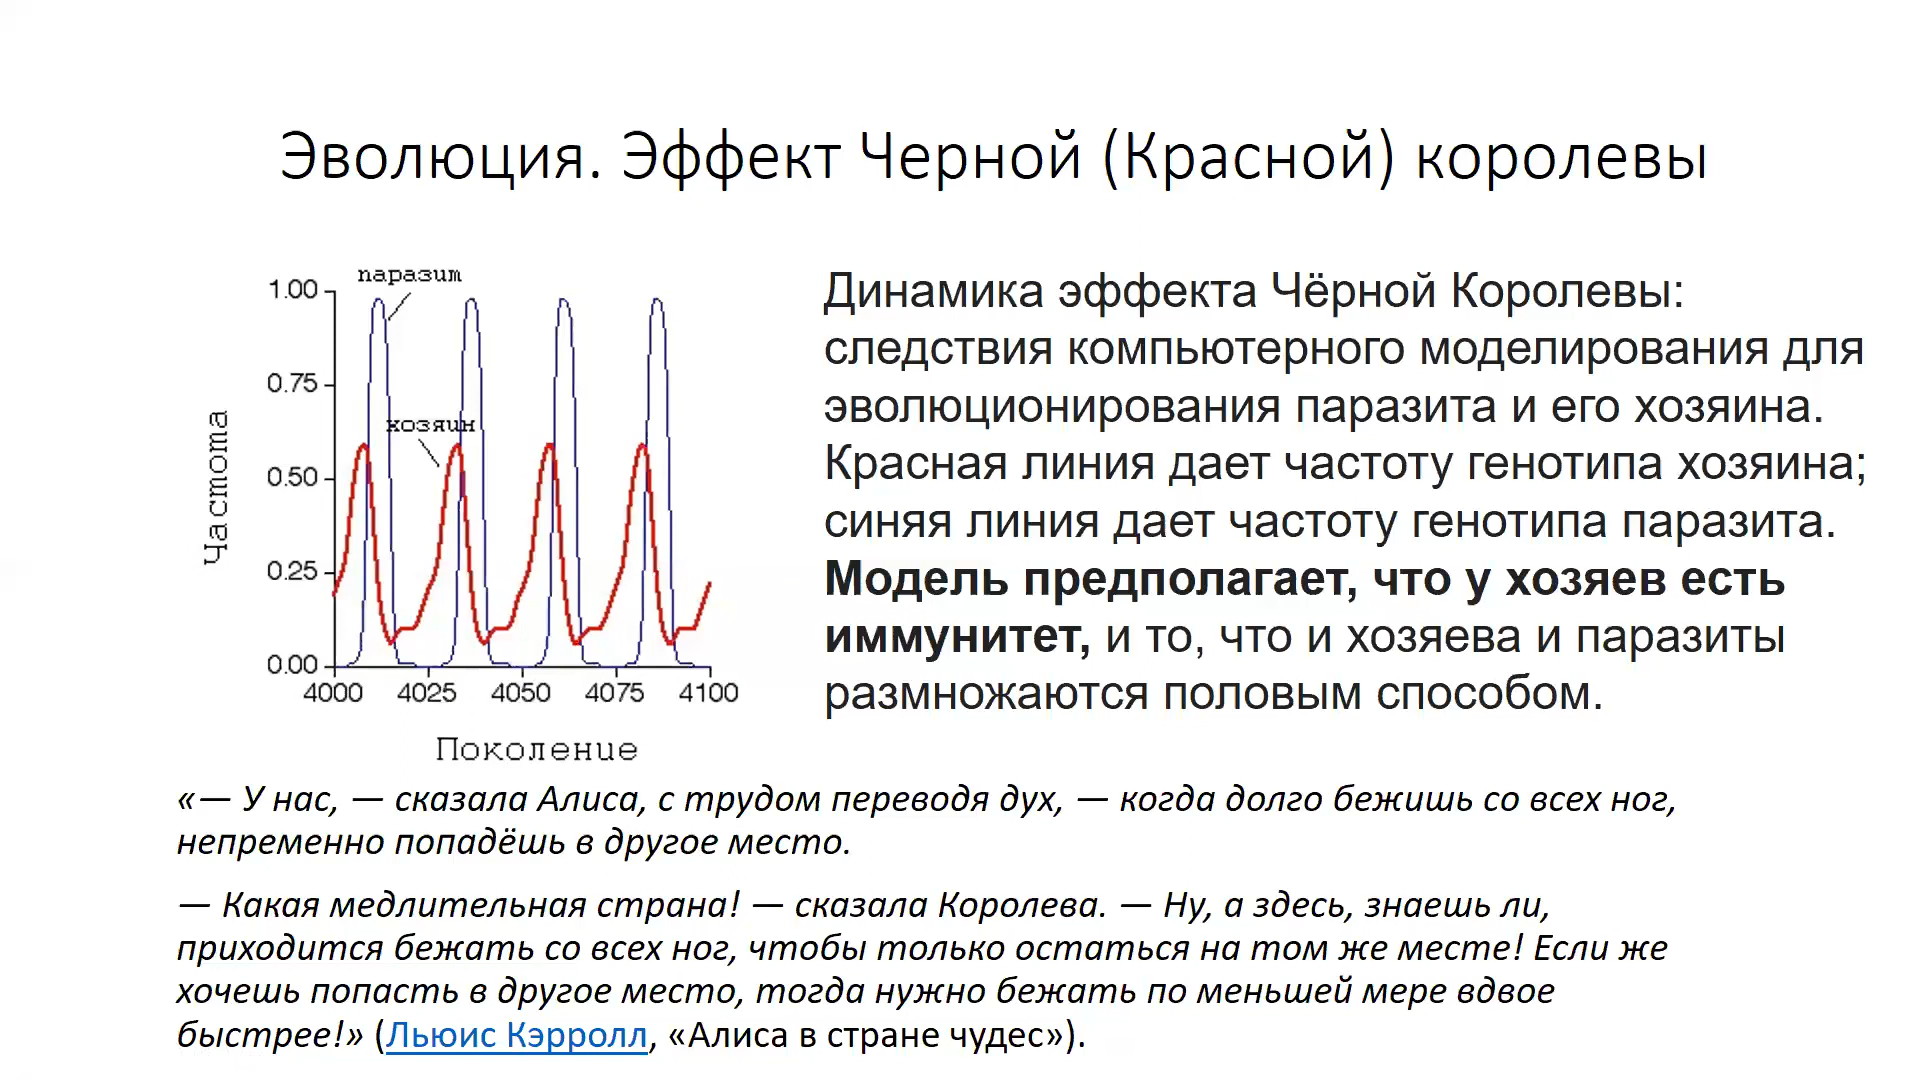 Эволюция. Эффект Черной (Красной) королевы
паразит
1.00
0.75
хозяин
0.50
0.25
0.00
4000 4025 4050 4075 4100
Частота
Поколение
Динамика эффекта Чёрной Королевы:
следствия компьютерного моделирования для
эволюционирования паразита и его хозяина.
Красная линия дает частоту генотипа хозяина;
синяя линия дает частоту генотипа паразита.
Модель предполагает, что у хозяев есть
иммунитет, и то, что и хозяева и паразиты
размножаются половым способом.
«— У нас, — сказала Алиса, с трудом переводя дух, — когда долго бежишь со всех ног,
непременно попадёшь в другое место.
— Какая медлительная страна! — сказала Королева. — Ну, а здесь, знаешь ли,
приходится бежать со всех ног, чтобы только остаться на том же месте! Если же
хочешь попасть в другое место, тогда нужно бежать по меньшей мере вдвое
быстрее!» (Льюис Кэрролл, «Алиса в стране чудес»).